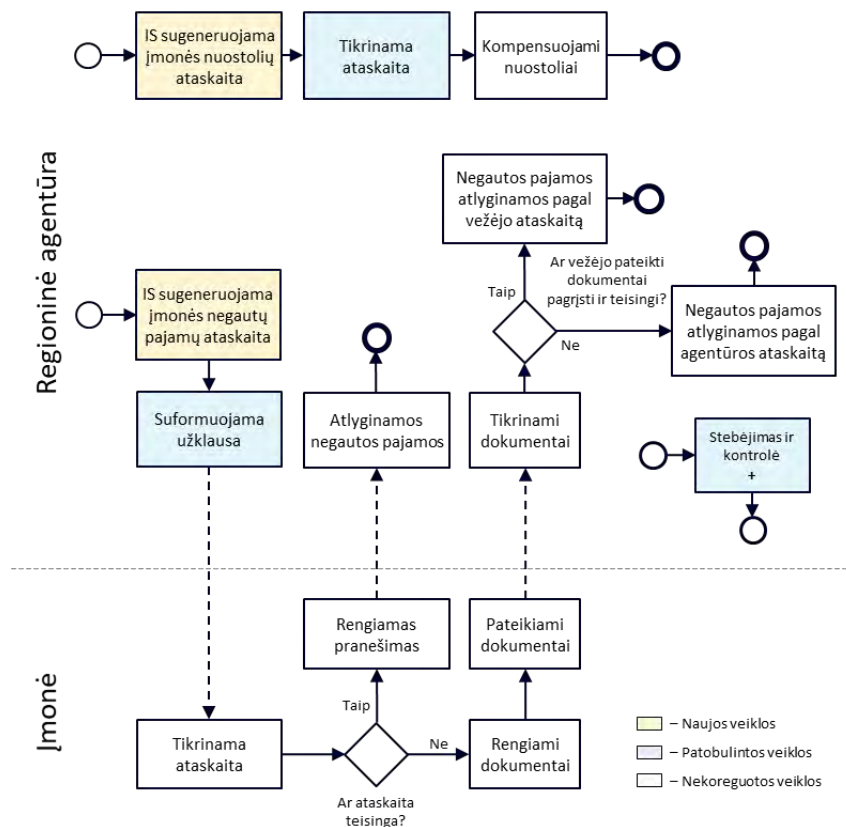 IS sugeneruojama
įmonės nuostolių
ataskaita
Tikrinama
ataskaita
Kompensuojami
nuostoliai
Regioninė agentūra
Negautos pajamos
atlyginamos pagal
vežėjo ataskaitą
Ar vežėjo pateikti
dokumentai
pagrįsti ir teisingi?
Taip
Ne
Negautos pajamos
atlyginamos pagal
agentūros ataskaitą
IS sugeneruojama
įmonės negautų
pajamų ataskaita
Suformuojama
užklausa
Atlyginamos
negautos pajamos
Tikrinami
dokumentai
Stebėjimas ir
kontrolė
+
Įmonė
Rengiamas
pranešimas
Pateikiami
dokumentai
Taip
Tikrinama
ataskaita
Ne
Rengiami
dokumentai
Ar ataskaita
teisinga?
– Naujos veiklos
– Patobulintos veiklos
– Nekoreguotos veiklos